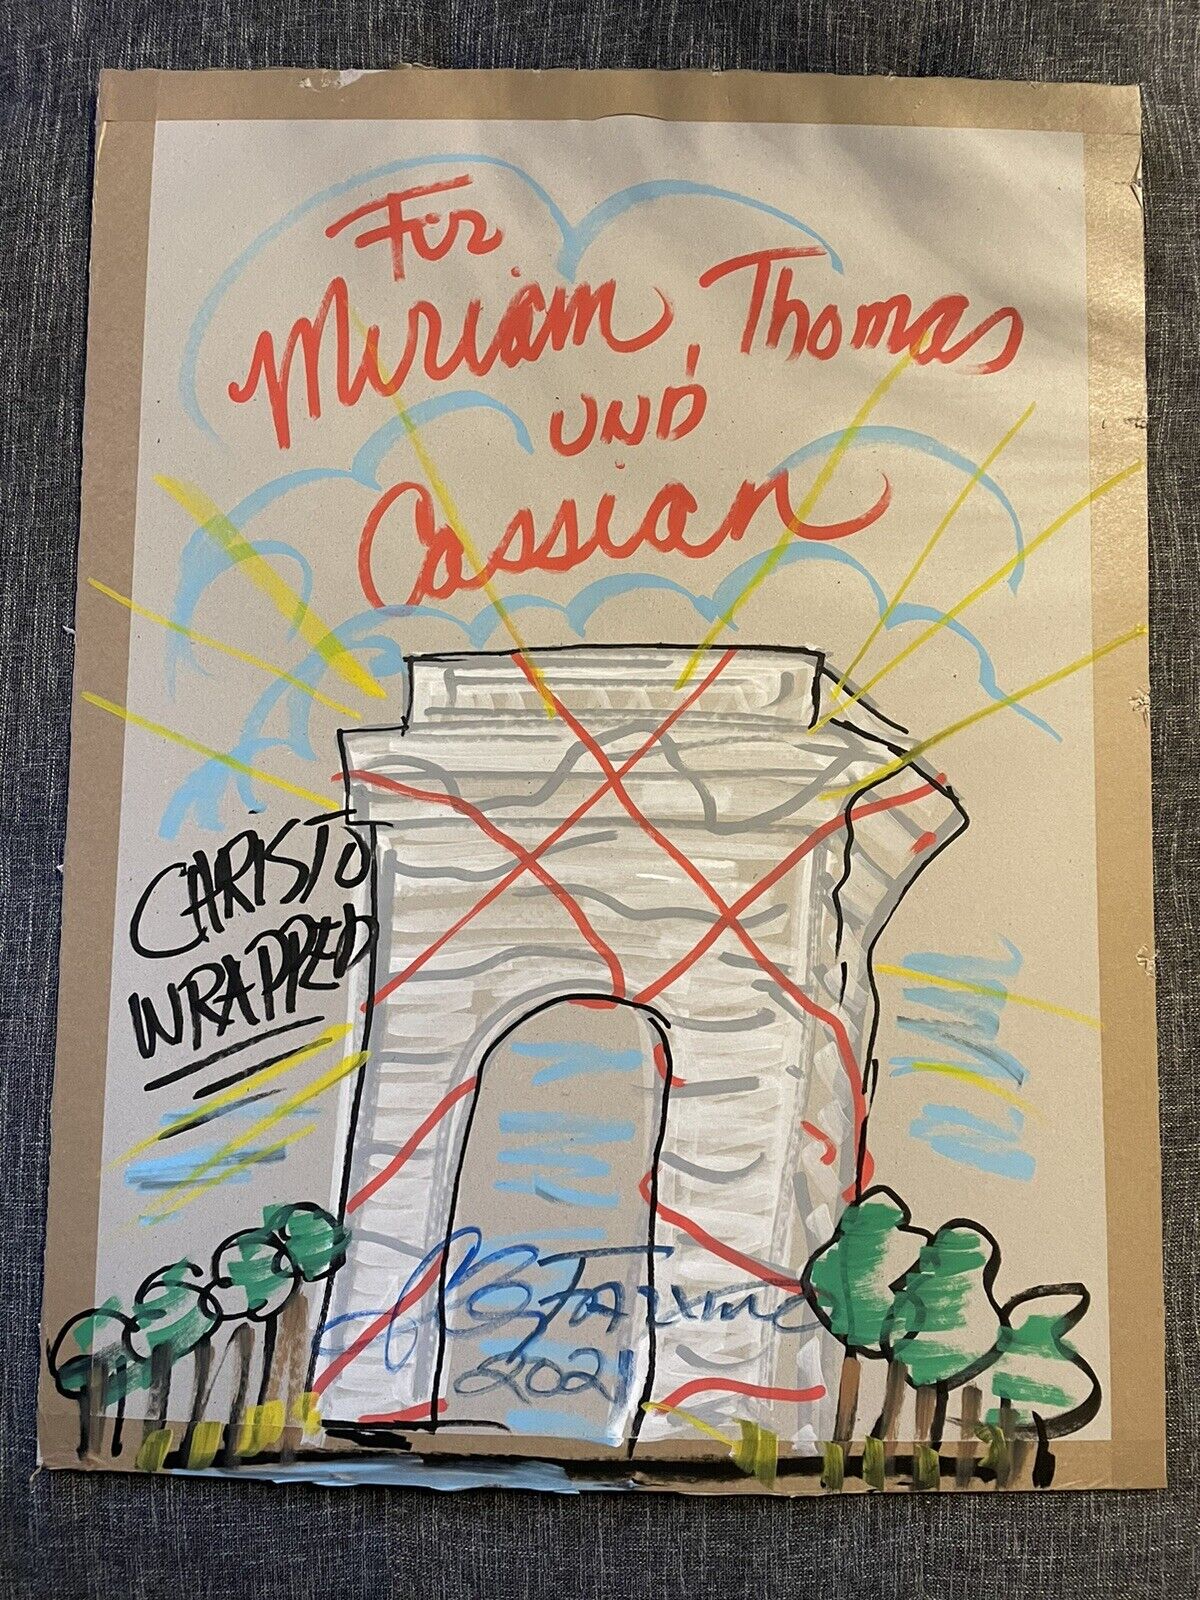 Für
Miriam, Thomas
UND
Cassian
CHRISTO
WRAPPED
2021